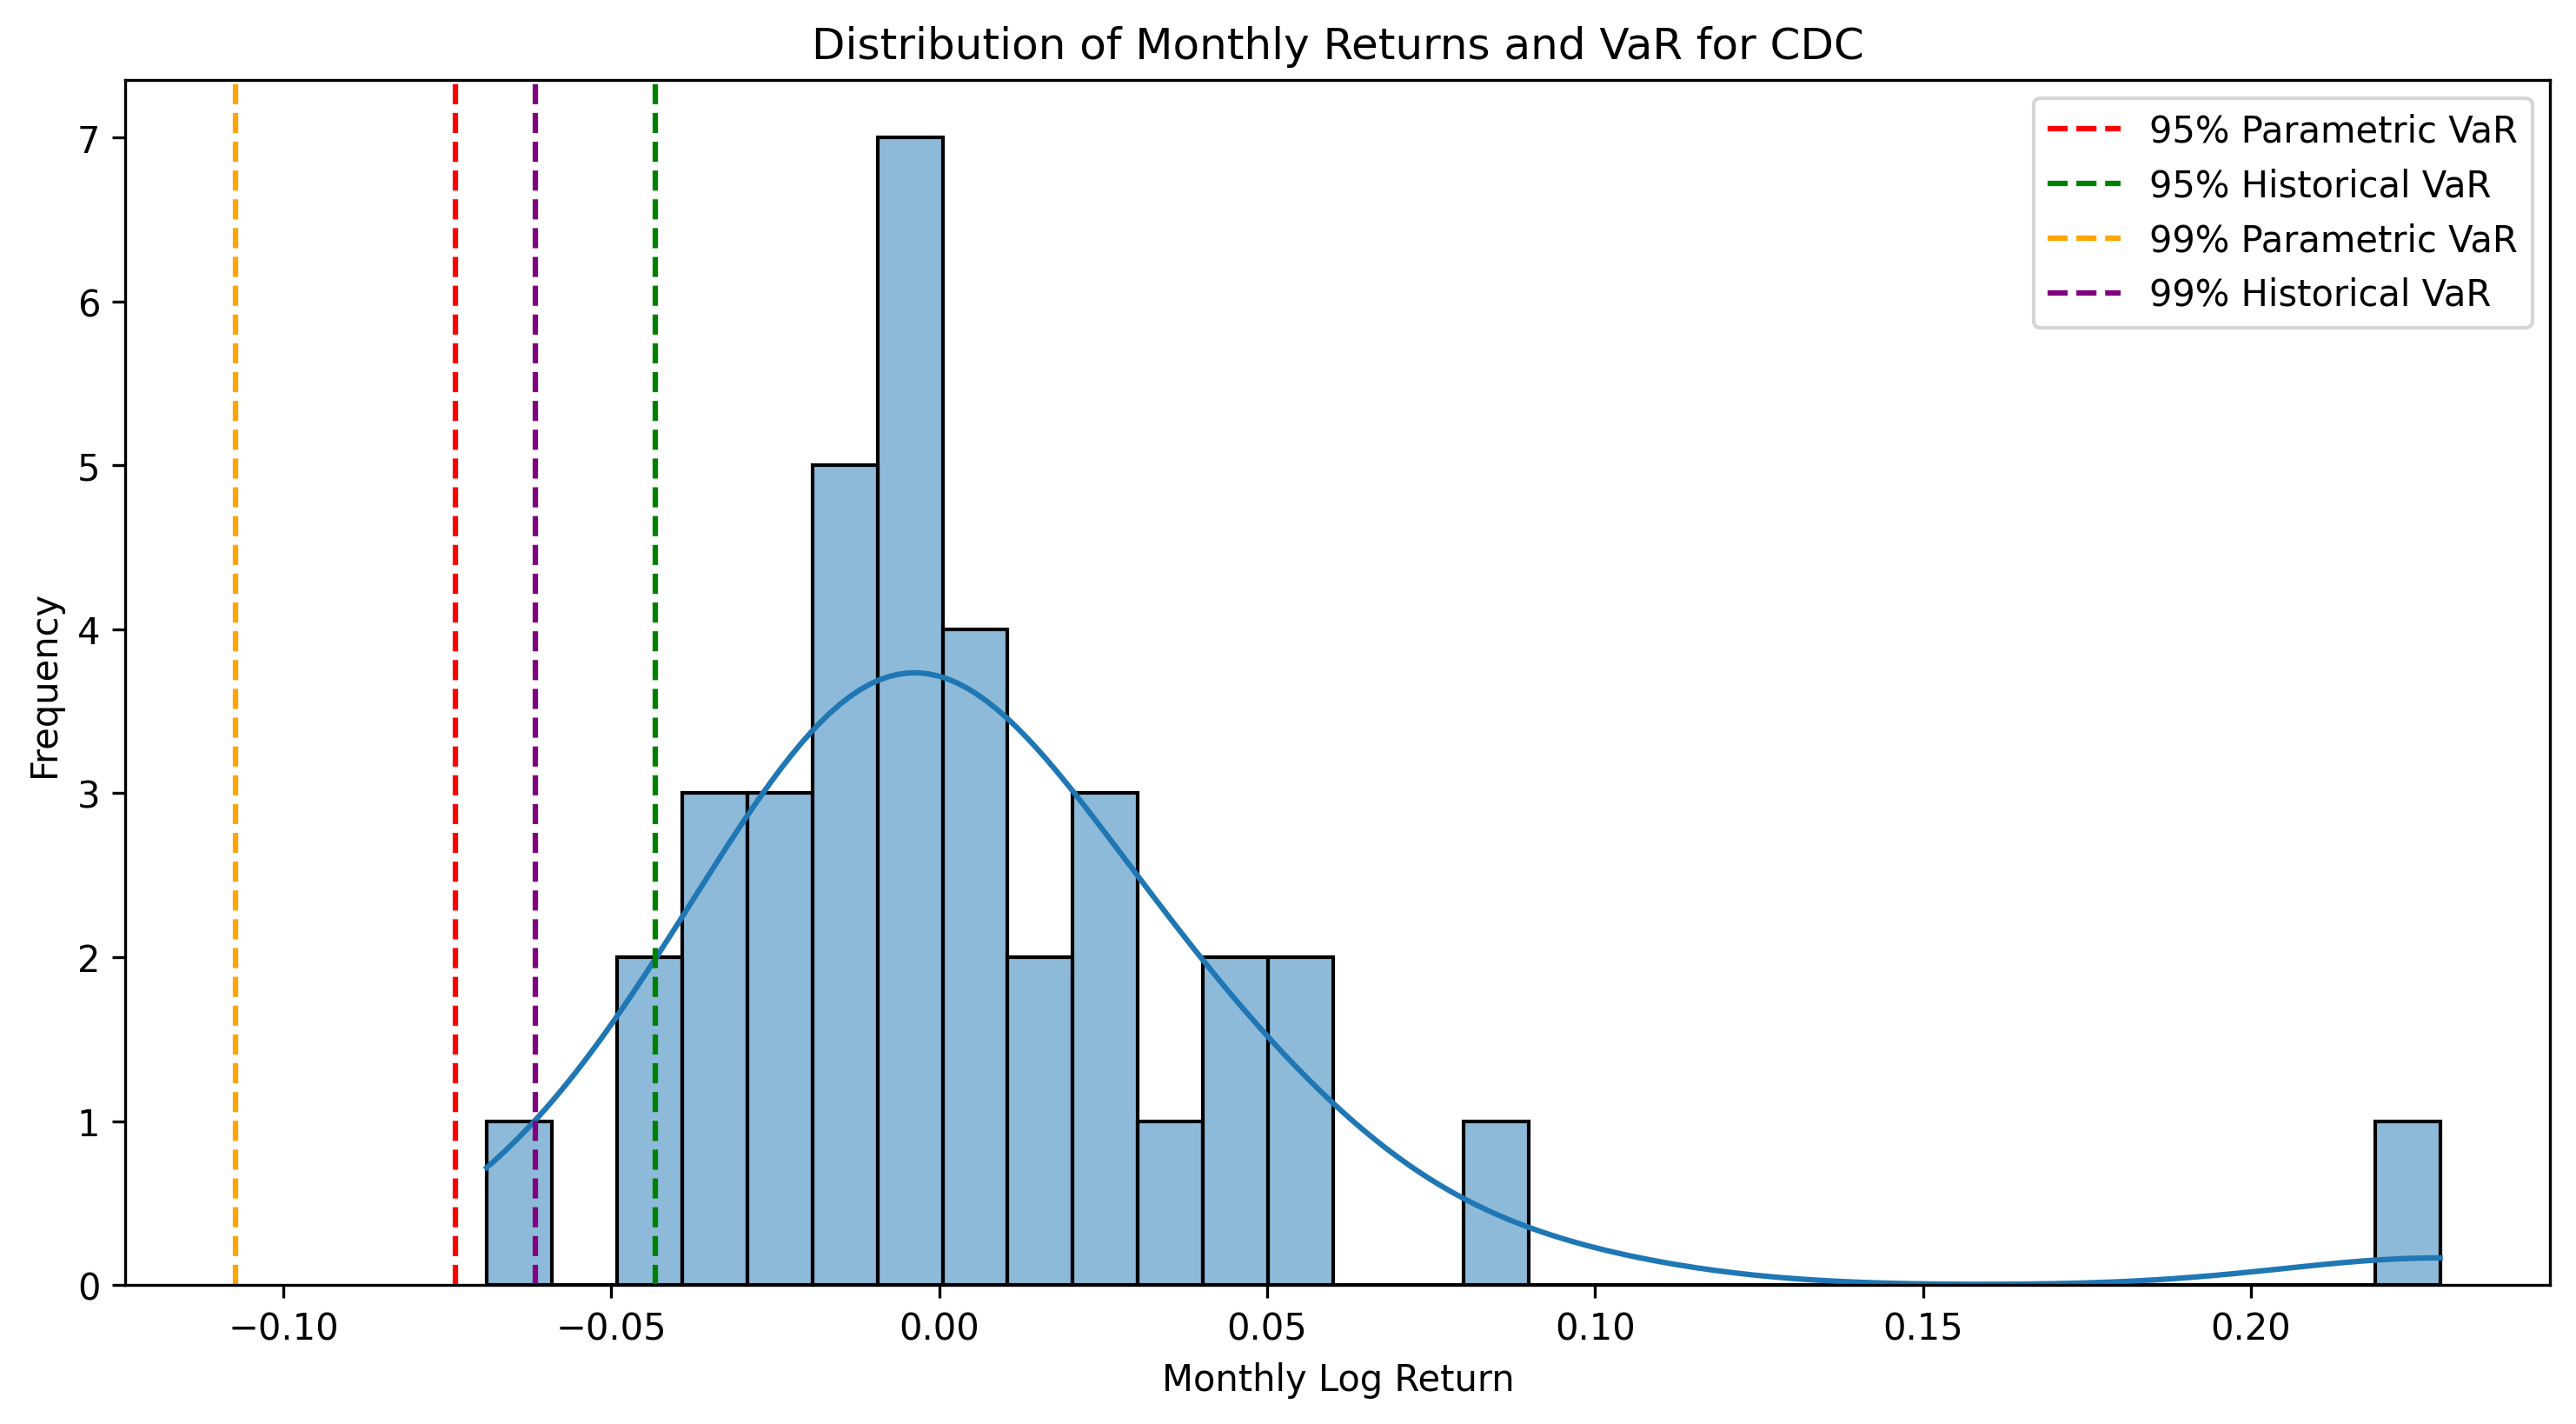 Distribution of Monthly Returns and VaR for CDC
95% Parametric VaR
95% Historical VaR
99% Parametric VaR
99% Historical VaR
Frequency
7
6
5
4
3
2
1
0
−0.10 −0.05 0.00 0.05 0.10 0.15 0.20
Monthly Log Return